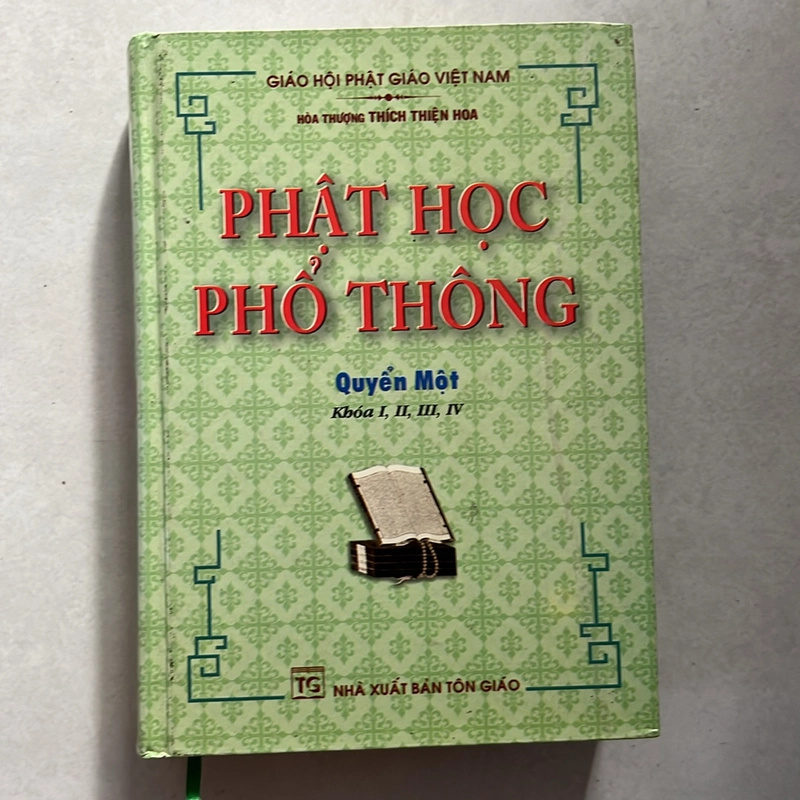 GIÁO HỘI PHẬT GIÁO VIỆT NAM
HÒA THƯỢNG THÍCH THIỆN HOA
PHẬT HỌC
PHỔ THÔNG
Quyển Một
Khóa I, II, III, IV
TG NHÀ XUẤT BẢN TÔN GIÁO